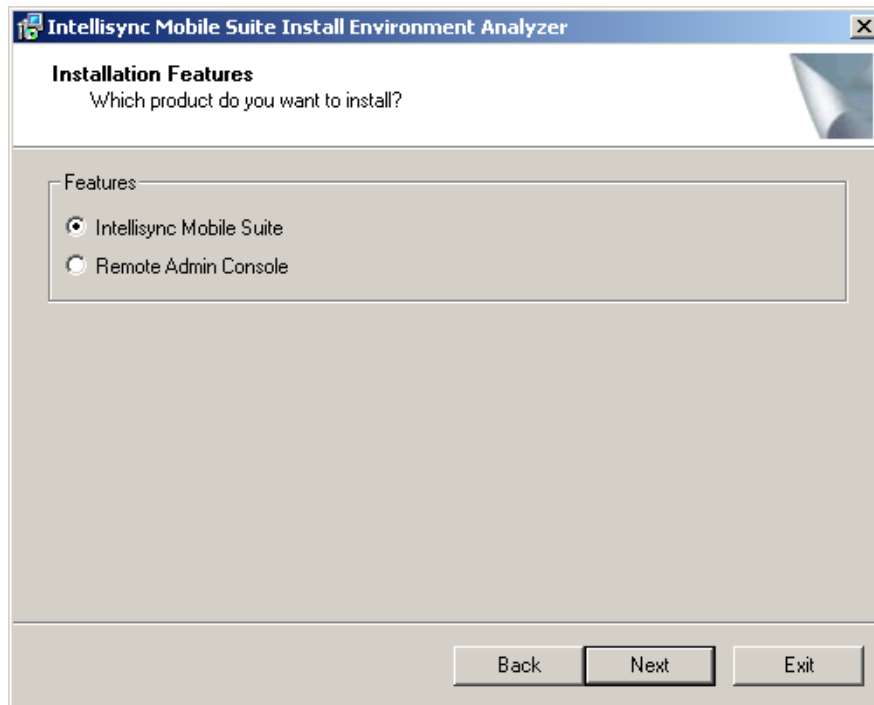 Intellisync Mobile Suite Install Environment Analyzer
Installation Features
Which product do you want to install?
Features
Intellisync Mobile Suite
Remote Admin Console
Back Next Exit